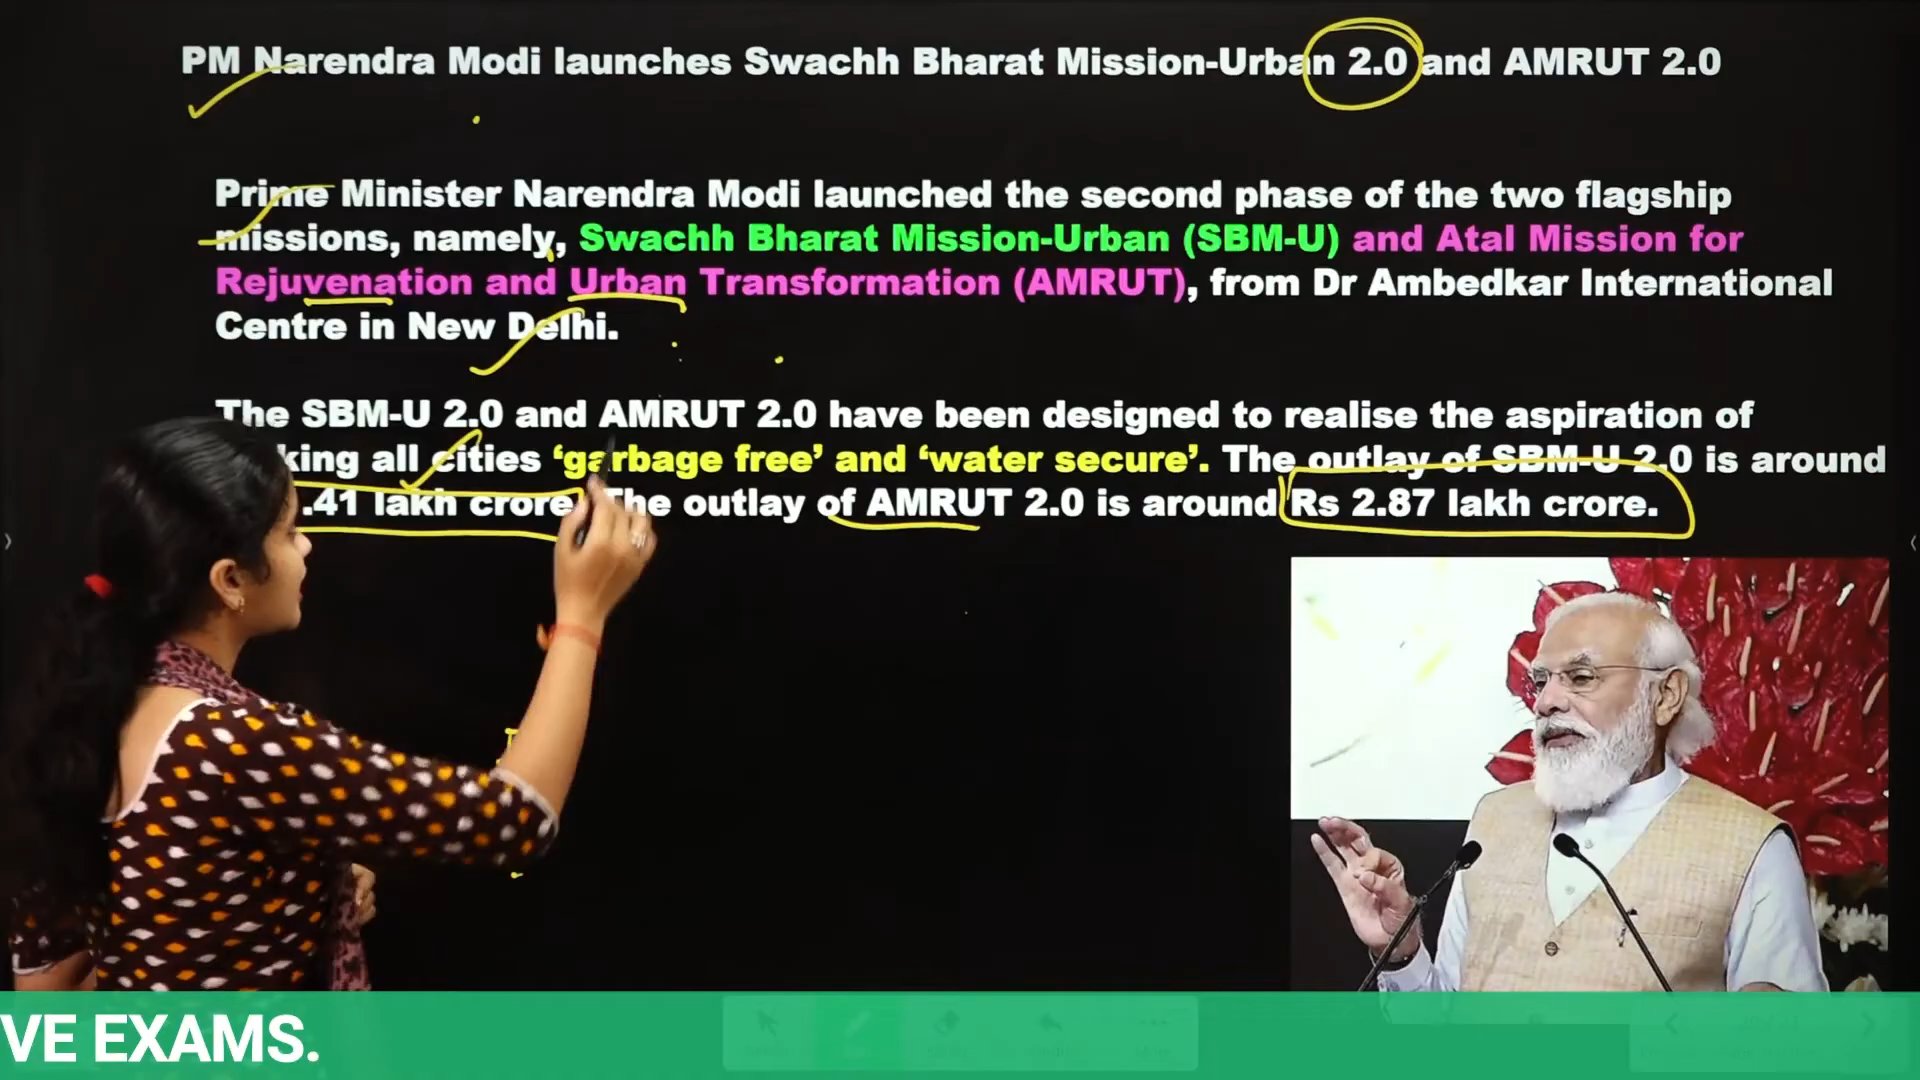 PM Narendra Modi launches Swachh Bharat Mission-Urban 2.0 and AMRUT 2.0
Prime Minister Narendra Modi launched the second phase of the two flagship
missions, namely, Swachh Bharat Mission-Urban (SBM-U) and Atal Mission for
Rejuvenation and Urban Transformation (AMRUT), from Dr Ambedkar International
Centre in New Delhi.
The SBM-U 2.0 and AMRUT 2.0 have been designed to realise the aspiration of
king all cities ‘garbage free’ and ‘water secure’. The outlay of SBM-U 2.0 is around
.41 lakh crore. The outlay of AMRUT 2.0 is around Rs 2.87 lakh crore.
VE EXAMS.